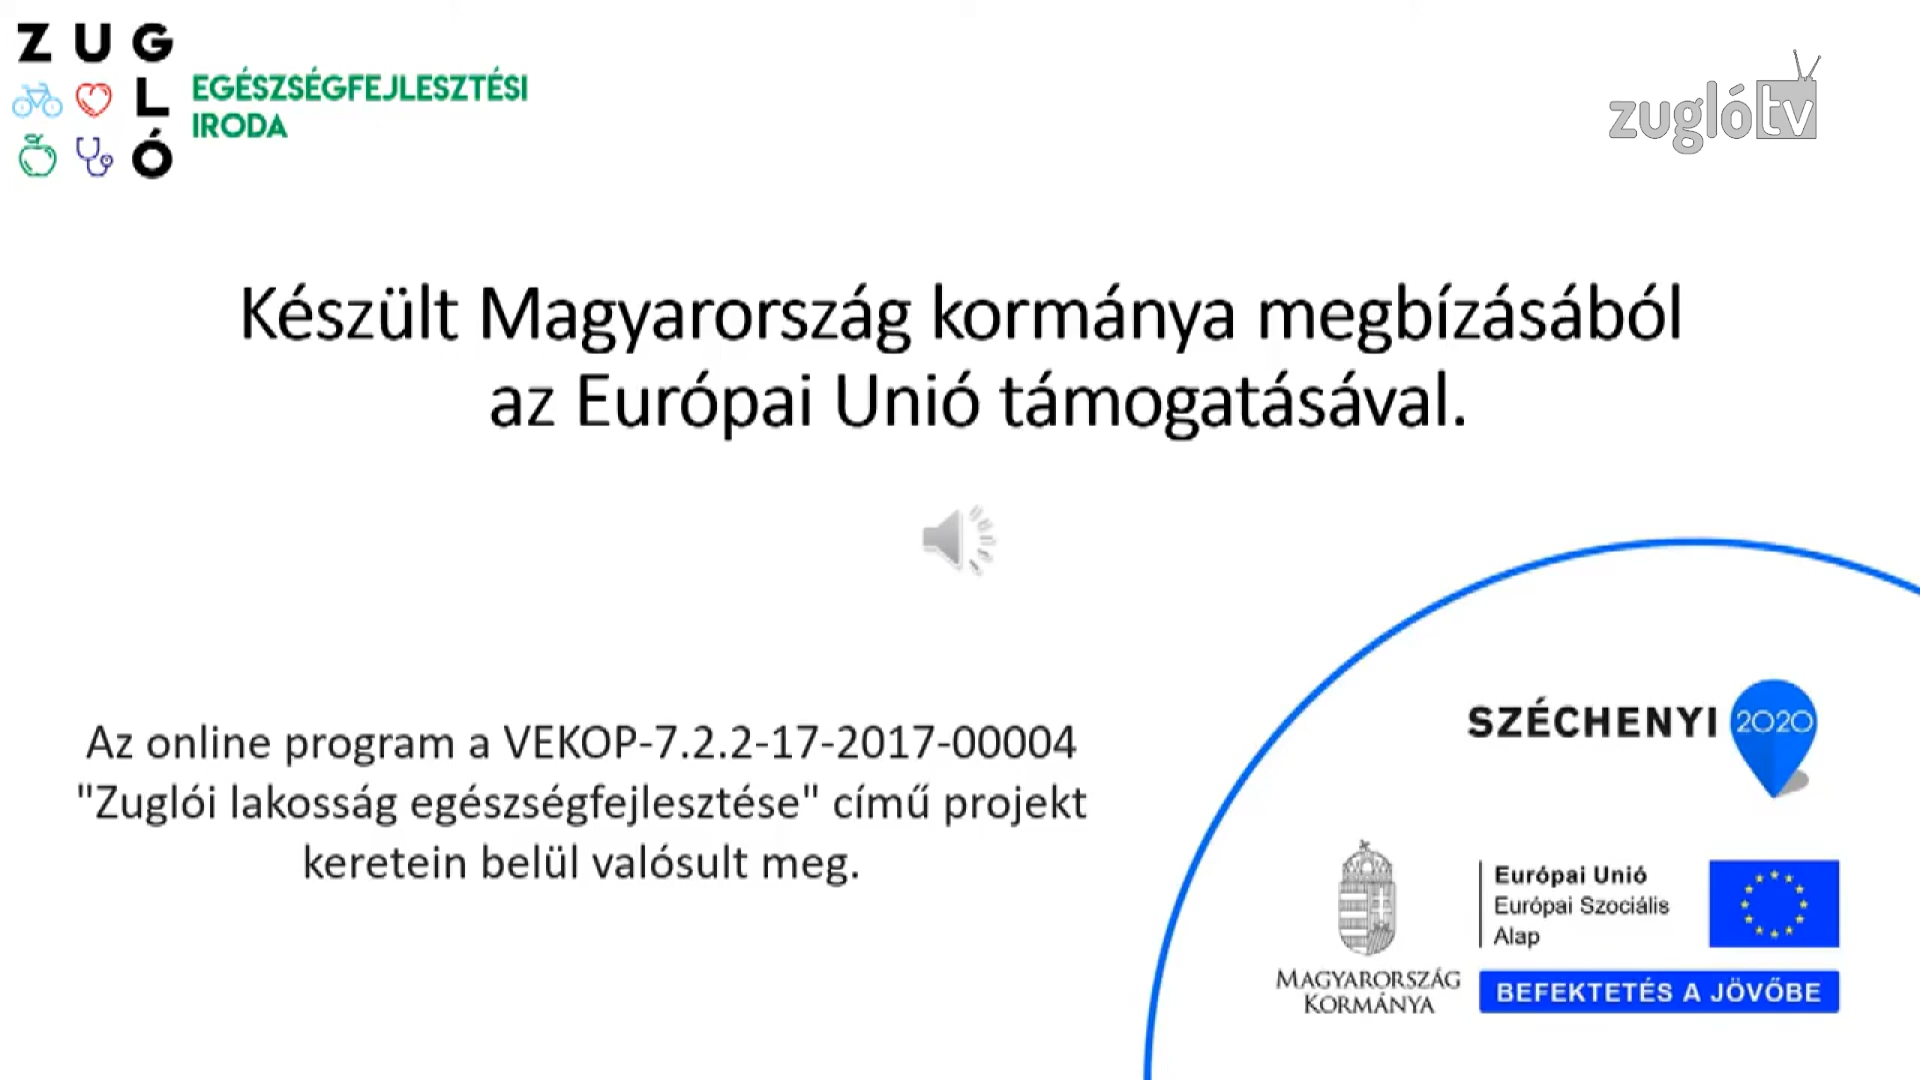 ZUGLÓ
EGÉSZSÉGFEJLESZTÉSI
IRODA
zuglótv
Készült Magyarország kormánya megbízásából
az Európai Unió támogatásával.
Az online program a VEKOP-7.2.2-17-2017-00004
"Zuglói lakosság egészségfejlesztése" című projekt
keretein belül valósult meg.
SZÉCHENYI 2020
MAGYARORSZÁG
KORMÁNYA
Európai Unió
Európai Szociális
Alap
BEFEKTETÉS A JÖVŐBE